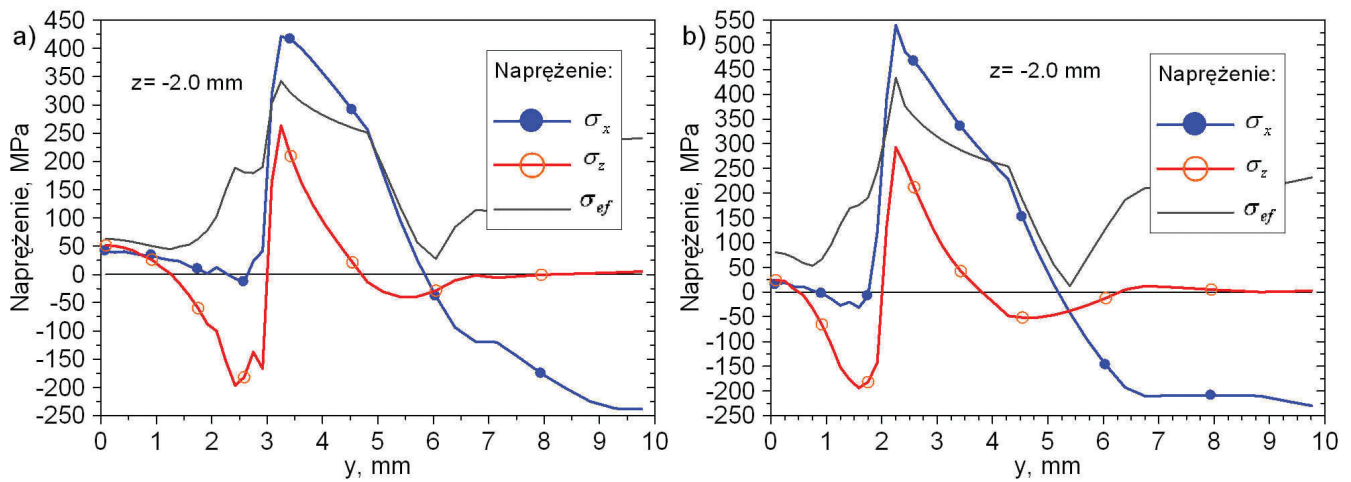 a)
Naprężenie, MPa
450
400
350
300
250
200
150
100
50
0
-50
-100
-150
-200
-250
z= -2.0 mm
Naprężenie:
σx
σz
σef
0 1 2 3 4 5 6 7 8 9 10
y, mm
b)
Naprężenie, MPa
550
500
450
400
350
300
250
200
150
100
50
0
-50
-100
-150
-200
-250
z= -2.0 mm
Naprężenie:
σx
σz
σef
0 1 2 3 4 5 6 7 8 9 10
y, mm